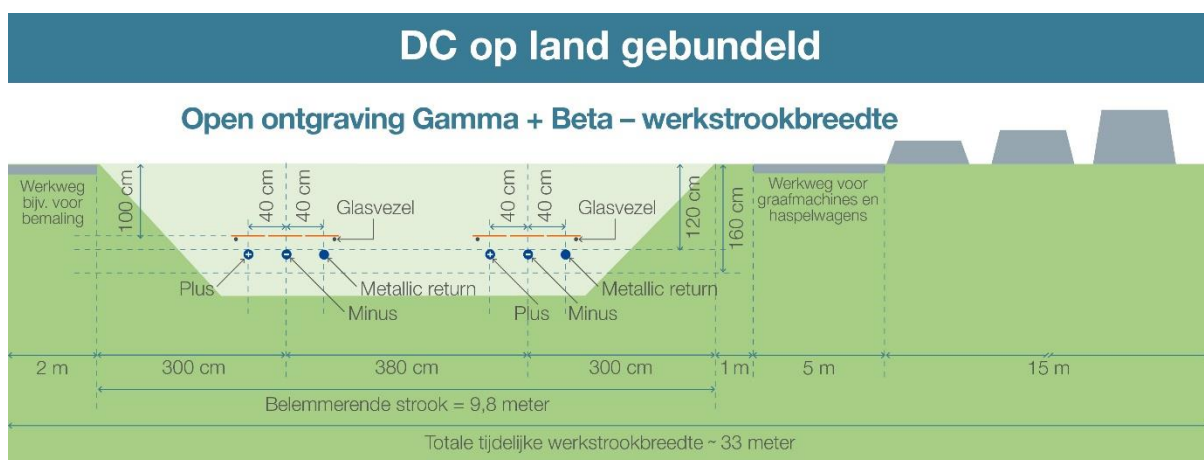 DC op land gebundeld
Open ontgraving Gamma + Beta – werkstrookbreedte
Werkweg
bijv. voor
bemaling
100 cm
40 cm
40 cm
Glasvezel
40 cm
40 cm
Glasvezel
120 cm
160 cm
Werkweg voor
graafmachines en
haspelwagens
Plus
Minus
Metallic return
Plus
Minus
Metallic return
2 m
300 cm
380 cm
300 cm
1 m
5 m
15 m
Belemmerende strook = 9,8 meter
Totale tijdelijke werkstrookbreedte ~ 33 meter